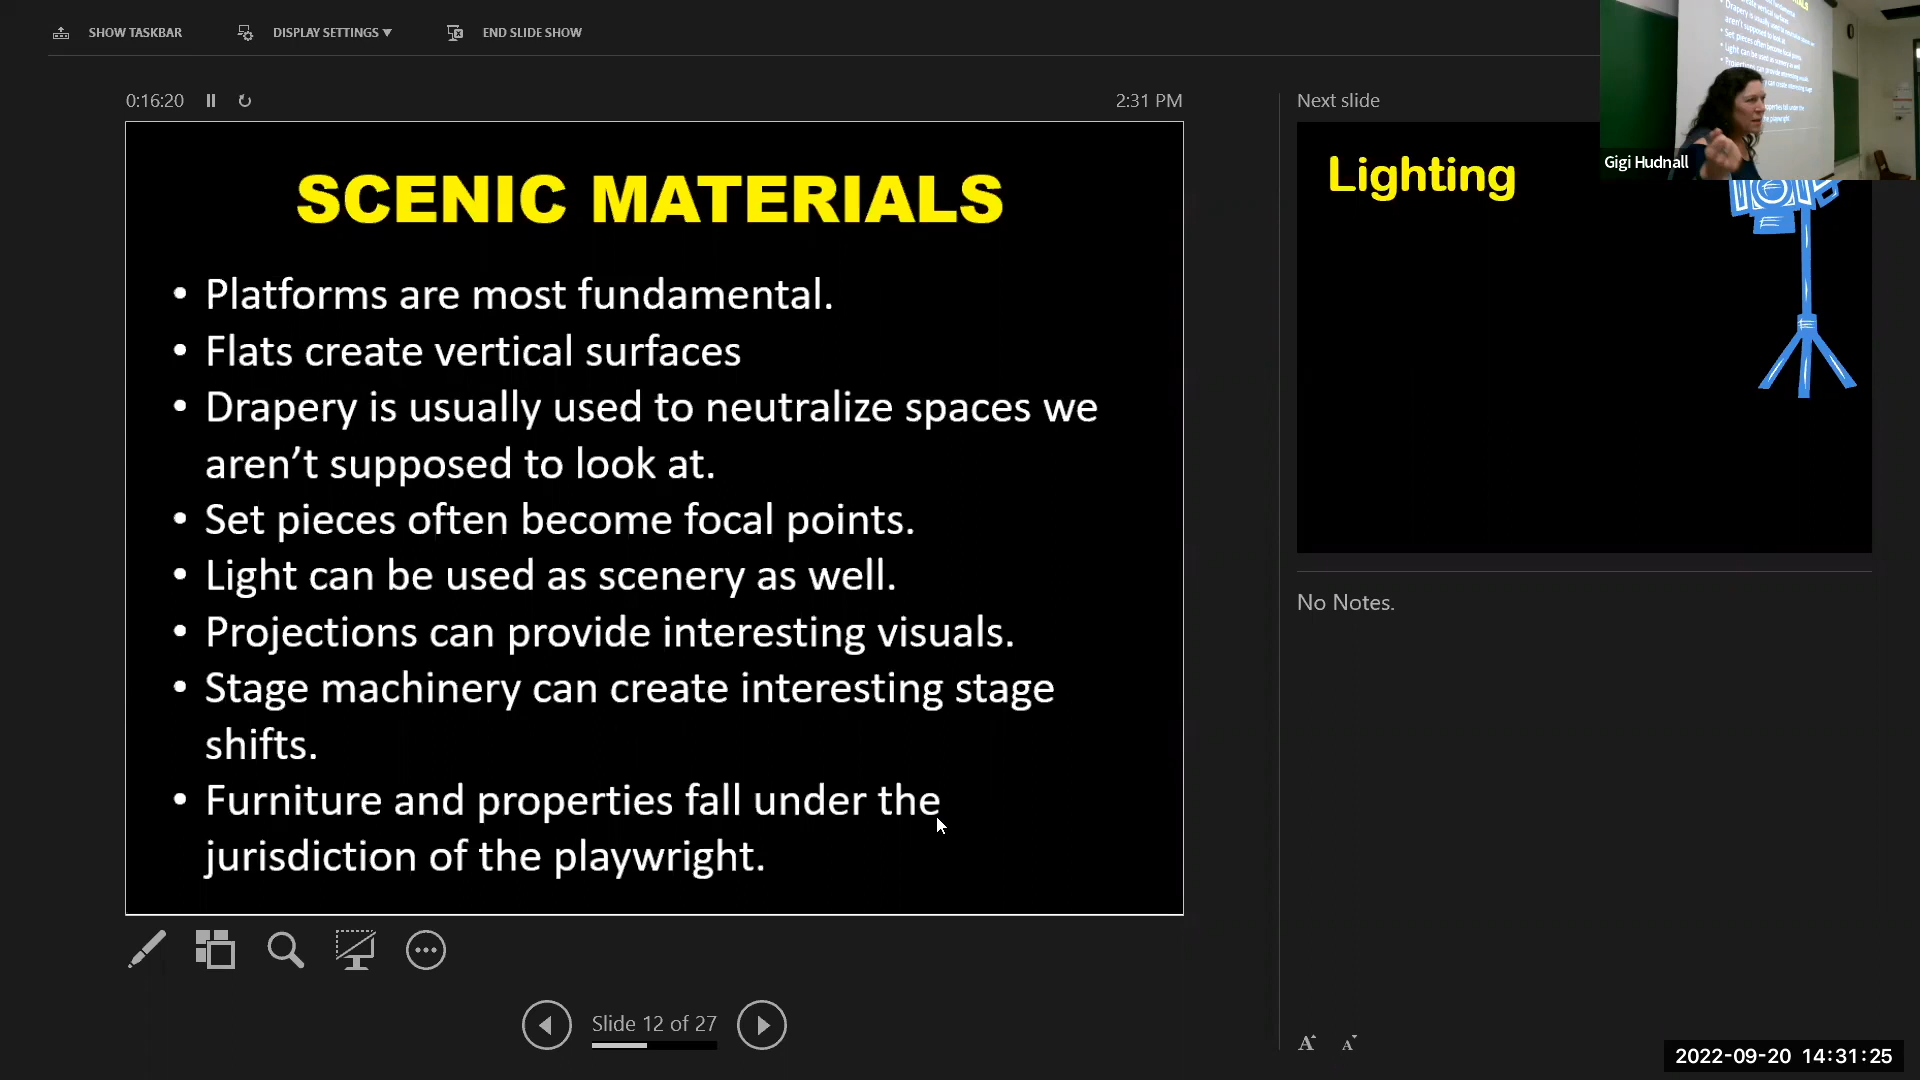 SHOW TASKBAR
DISPLAY SETTINGS ▼
END SLIDE SHOW
0:16:20
2:31 PM
SCENIC MATERIALS
• Platforms are most fundamental.
• Flats create vertical surfaces
• Drapery is usually used to neutralize spaces we
aren’t supposed to look at.
• Set pieces often become focal points.
• Light can be used as scenery as well.
• Projections can provide interesting visuals.
• Stage machinery can create interesting stage
shifts.
• Furniture and properties fall under the
jurisdiction of the playwright.
Slide 12 of 27
Next slide
Lighting
No Notes.
A A
Gigi Hudnall
2022-09-20 14:31:25